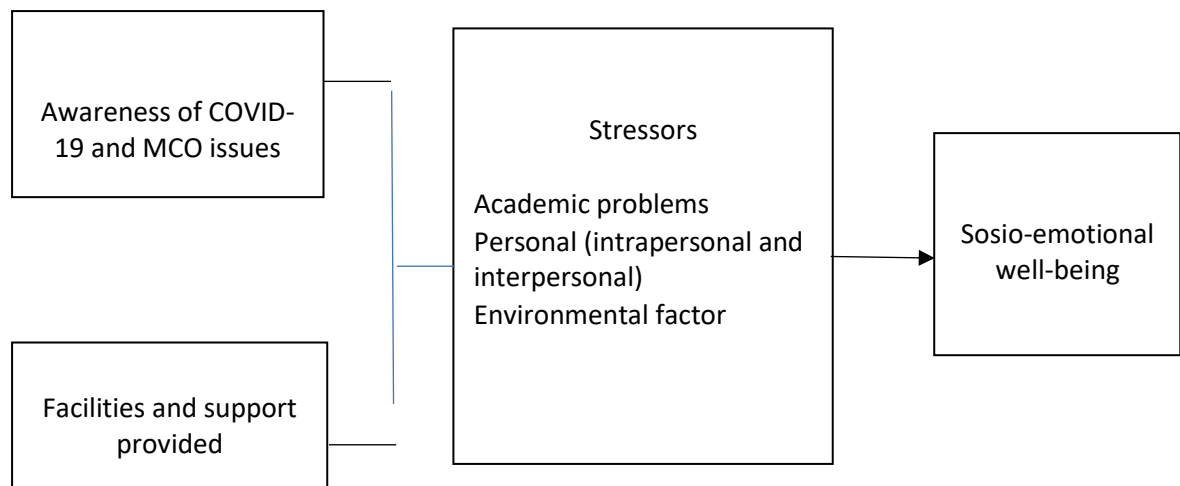 Awareness of COVID-
19 and MCO issues
Facilities and support
provided
Stressors
Academic problems
Personal (intrapersonal and
interpersonal)
Environmental factor
Sosio-emotional
well-being